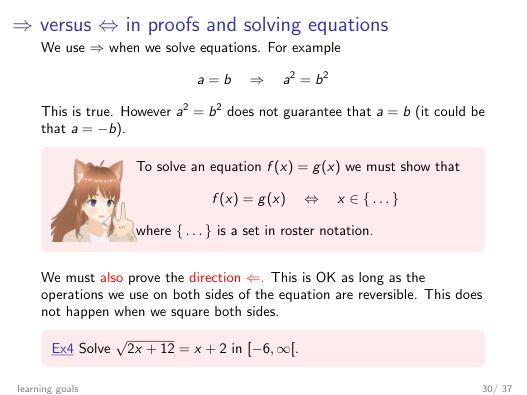 ⇒ versus ⇔ in proofs and solving equations
We use ⇒ when we solve equations. For example
a = b ⇒ a² = b²
This is true. However a² = b² does not guarantee that a = b (it could be
that a = −b).
To solve an equation f(x) = g(x) we must show that
f(x) = g(x) ⇔ x ∈ {...}
where {...} is a set in roster notation.
We must also prove the direction ⇐. This is OK as long as the
operations we use on both sides of the equation are reversible. This does
not happen when we square both sides.
Ex4 Solve √(2x + 12) = x + 2 in [−6, ∞[.
learning goals 30/ 37